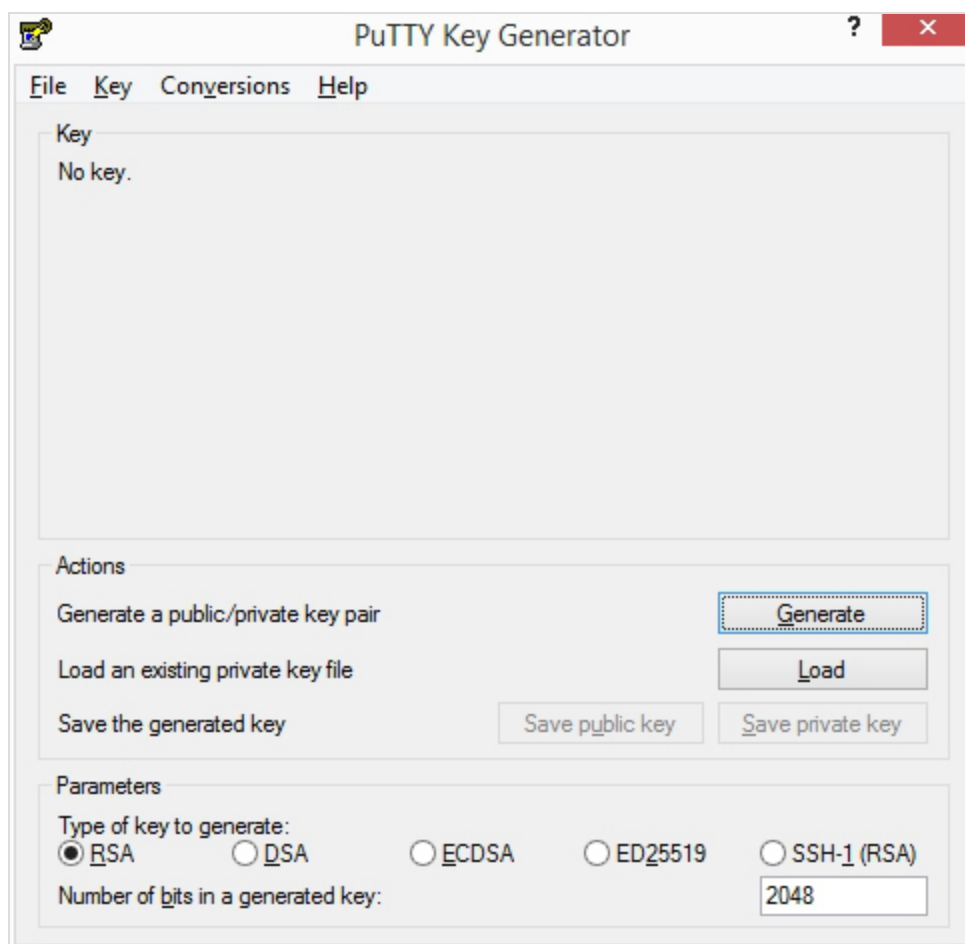 PuTTY Key Generator ?
File Key Conversions Help
Key
No key.
Actions
Generate a public/private key pair Generate
Load an existing private key file Load
Save the generated key Save public key Save private key
Parameters
Type of key to generate:
RSA DSA ECDSA ED25519 SSH-1 (RSA)
Number of bits in a generated key: 2048